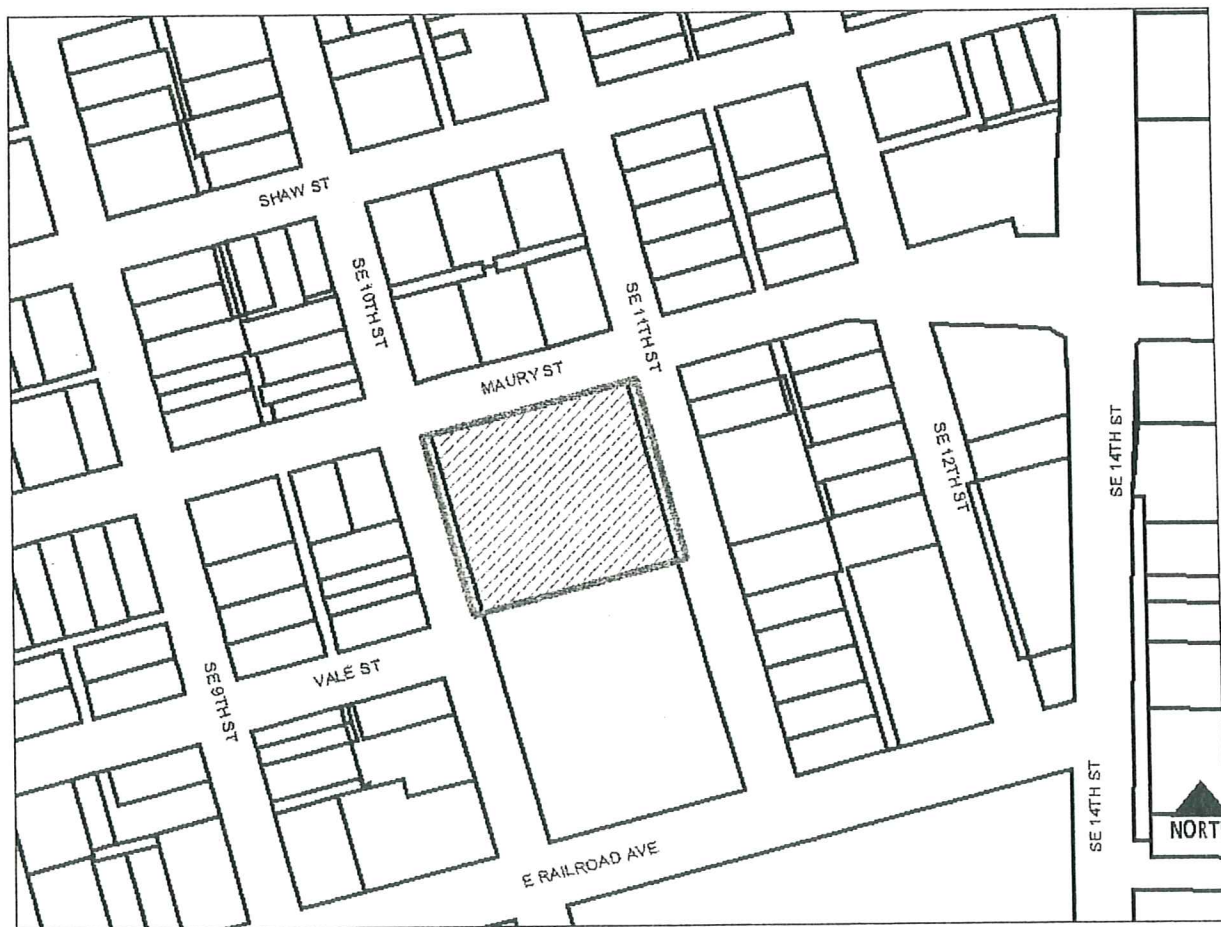 SHAW ST
SE 10TH ST
SE 11TH ST
MAURY ST
SE 14TH ST
SE 12TH ST
SE 9TH ST
VALE ST
SE 14TH ST
NORT
E RAILROAD AVE